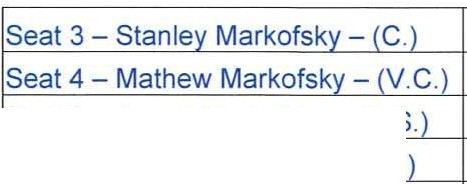 Seat 3 – Stanley Markofsky – (C.)
Seat 4 – Mathew Markofsky – (V.C.)
.)
)